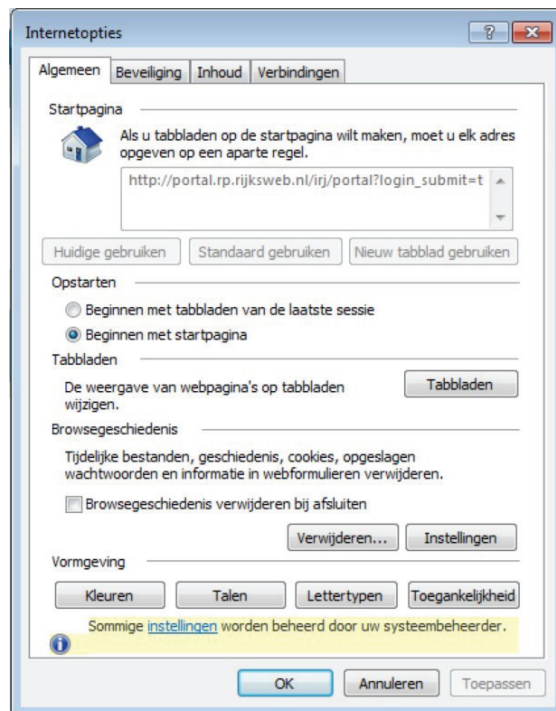 Internetopties
Algemeen Beveiliging Inhoud Verbindingen
Startpagina
Als u tabbladen op de startpagina wilt maken, moet u elk adres
opgeven op een aparte regel.
http://portal.rp.rijksweb.nl/irj/portal?login_submit=t
Huidige gebruiken Standaard gebruiken Nieuw tabblad gebruiken
Opstarten
Beginnen met tabbladen van de laatste sessie
Beginnen met startpagina
Tabbladen
De weergave van webpagina's op tabbladen
wijzigen.
Tabbladen
Browsegeschiedenis
Tijdelijke bestanden, geschiedenis, cookies, opgeslagen
wachtwoorden en informatie in webformulieren verwijderen.
Browsegeschiedenis verwijderen bij afsluiten
Verwijderen... Instellingen
Vormgeving
Kleuren Talen Lettertypen Toegankelijkheid
Sommige instellingen worden beheerd door uw systeembeheerder.
OK Annuleren Toepassen